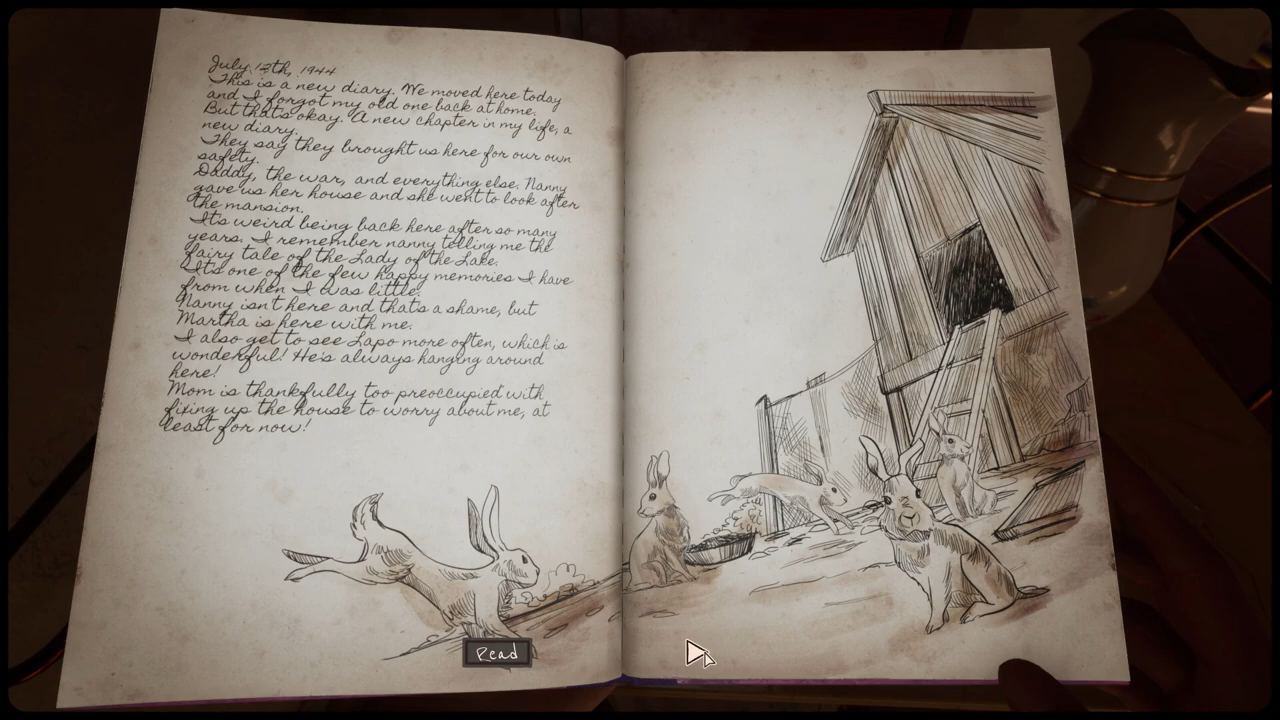 July 12th, 1944
This is a new diary. We moved here today
and I forgot my old one back at home.
But that's okay. A new chapter in my life, a
new diary.
They say they brought us here for our own
safety.
Daddy, the war, and everything else. Nanny
gave us her house and she went to look after
the mansion.
It's weird being back here after so many
years. I remember nanny telling me the
fairy tale of the Lady of the Lake.
It's one of the few happy memories I have
from when I was little.
Nanny isn't here and that's a shame, but
Martha is here with me.
I also get to see Lapo more often, which is
wonderful! He's always hanging around
here!
Mom is thankfully too preoccupied with
fixing up the house to worry about me, at
least for now!
Read